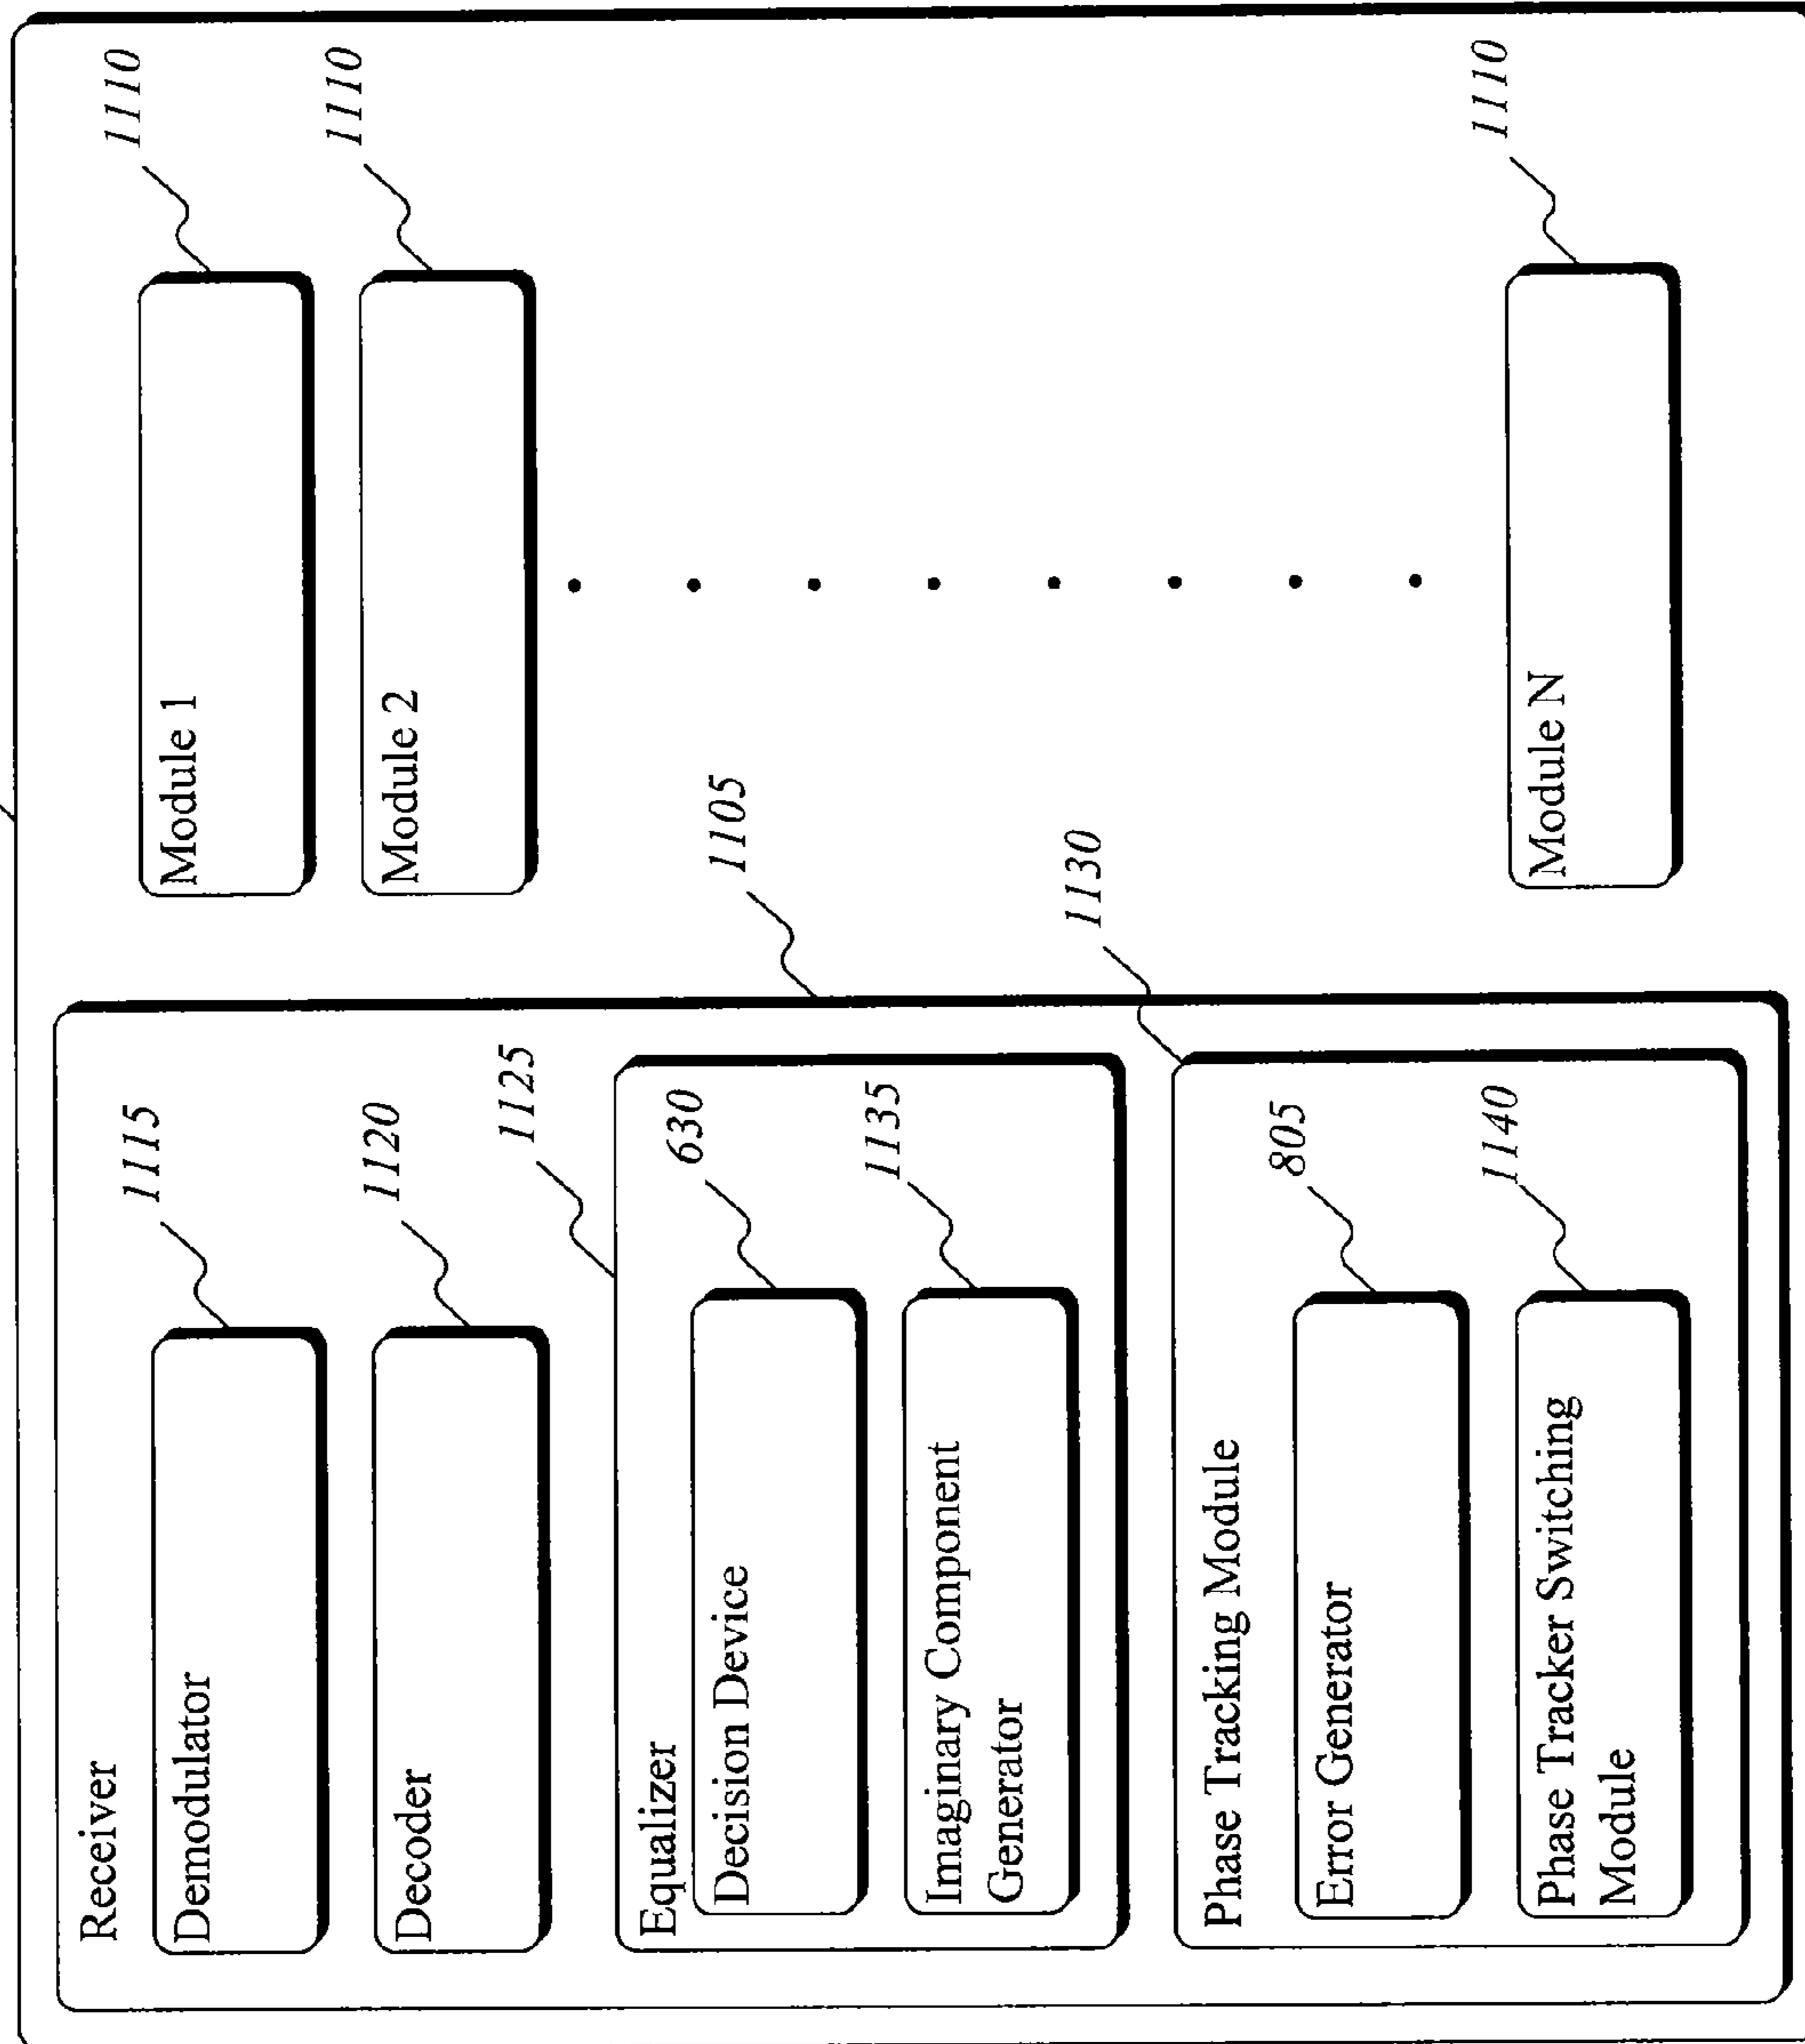 Receiver
Demodulator
1115
Decoder
1120
Equalizer
1125
Decision Device
630
Imaginary Component
Generator
1135
Phase Tracking Module
1130
Error Generator
805
Phase Tracker Switching
Module
1140
1105
Module 1
1110
Module 2
1110
Module N
1110